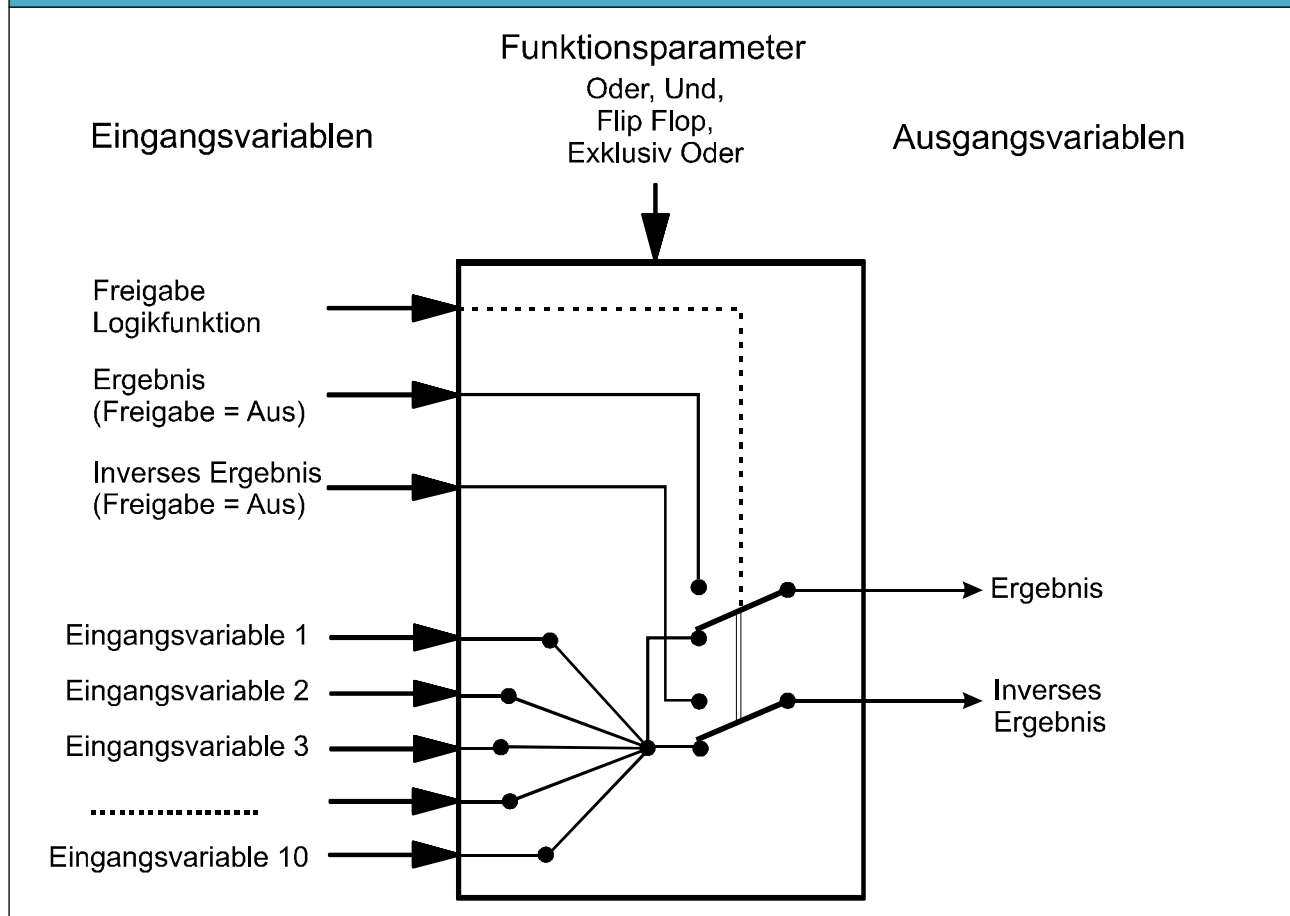 Funktionsparameter
Oder, Und,
Flip Flop,
Exklusiv Oder
Eingangsvariablen
Ausgangsvariablen
Freigabe
Logikfunktion
Ergebnis
(Freigabe = Aus)
Inverses Ergebnis
(Freigabe = Aus)
Eingangsvariable 1
Eingangsvariable 2
Eingangsvariable 3
Eingangsvariable 10
Ergebnis
Inverses
Ergebnis